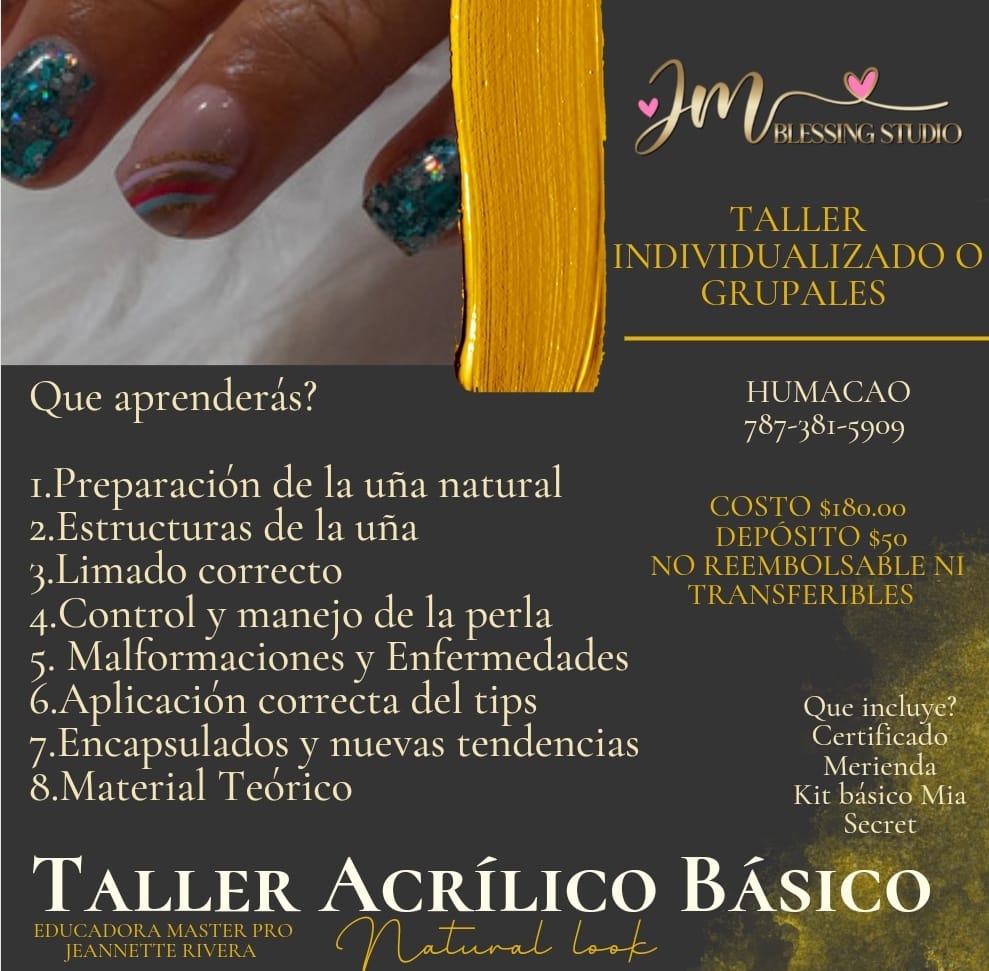 JM
BLESSING STUDIO
TALLER
INDIVIDUALIZADO O
GRUPALES
HUMACAO
787-381-5909
COSTO $180.00
DEPÓSITO $50
NO REEMBOLSABLE NI
TRANSFERIBLES
Que aprenderás?
1.Preparación de la uña natural
2.Estructuras de la uña
3.Limado correcto
4.Control y manejo de la perla
5. Malformaciones y Enfermedades
6.Aplicación correcta del tips
7.Encapsulados y nuevas tendencias
8.Material Teórico
Que incluye?
Certificado
Merienda
Kit básico Mia
Secret
TALLER ACRÍLICO BÁSICO
EDUCADORA MASTER PRO
JEANNETTE RIVERA
Natural look